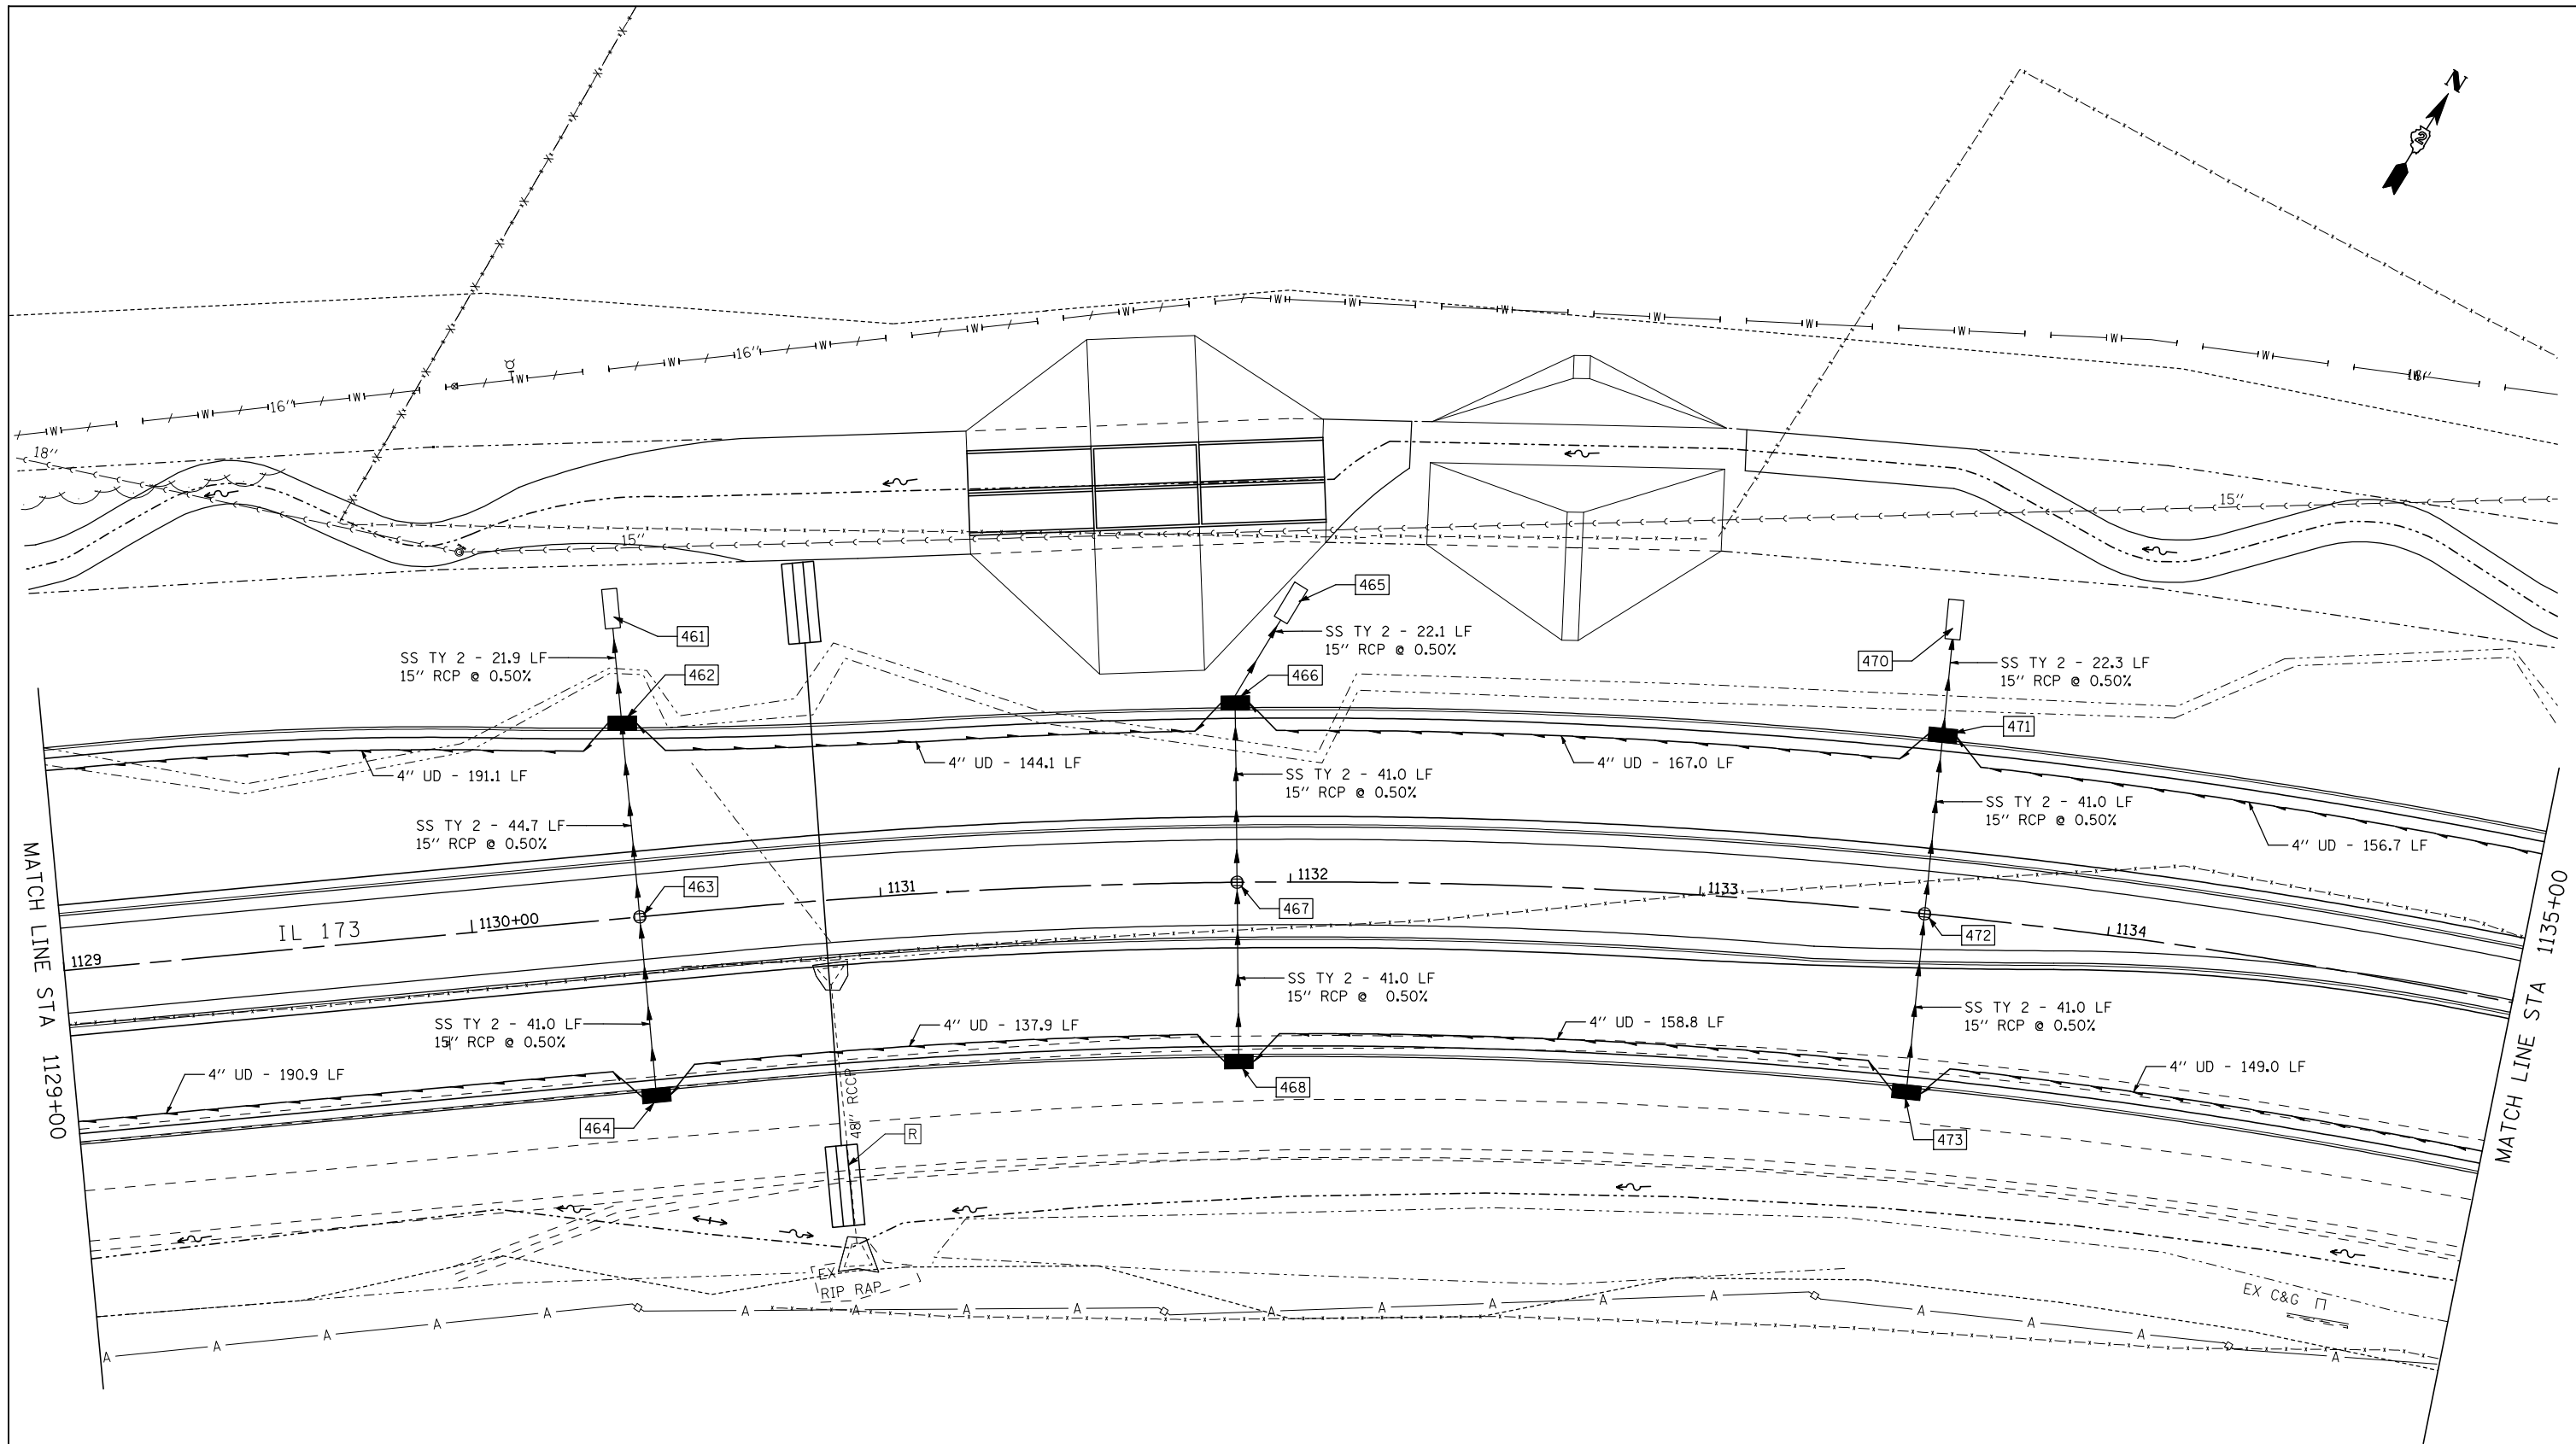 N
2
W W W W W W W W W W W W W W W W
16" 16"
18"
15" 15"
465
461
SS TY 2 - 22.1 LF
15" RCP @ 0.50%
SS TY 2 - 21.9 LF
15" RCP @ 0.50%
470
SS TY 2 - 22.3 LF
15" RCP @ 0.50%
462
466
471
4" UD - 191.1 LF
4" UD - 144.1 LF
4" UD - 167.0 LF
SS TY 2 - 41.0 LF
15" RCP @ 0.50%
SS TY 2 - 41.0 LF
15" RCP @ 0.50%
SS TY 2 - 44.7 LF
15" RCP @ 0.50%
4" UD - 156.7 LF
MATCH LINE STA 1129+00
MATCH LINE STA 1135+00
463
467
472
IL 173
1129
1130+00
1131
1132
1133
1134
SS TY 2 - 41.0 LF
15" RCP @ 0.50%
SS TY 2 - 41.0 LF
15" RCP @ 0.50%
SS TY 2 - 41.0 LF
15" RCP @ 0.50%
4" UD - 137.9 LF
4" UD - 158.8 LF
4" UD - 190.9 LF
4" UD - 149.0 LF
464
468
473
48" RCCP
R
EX
RIP RAP
EX C&G
A A A A A A A A A A A A A A A A A A A A